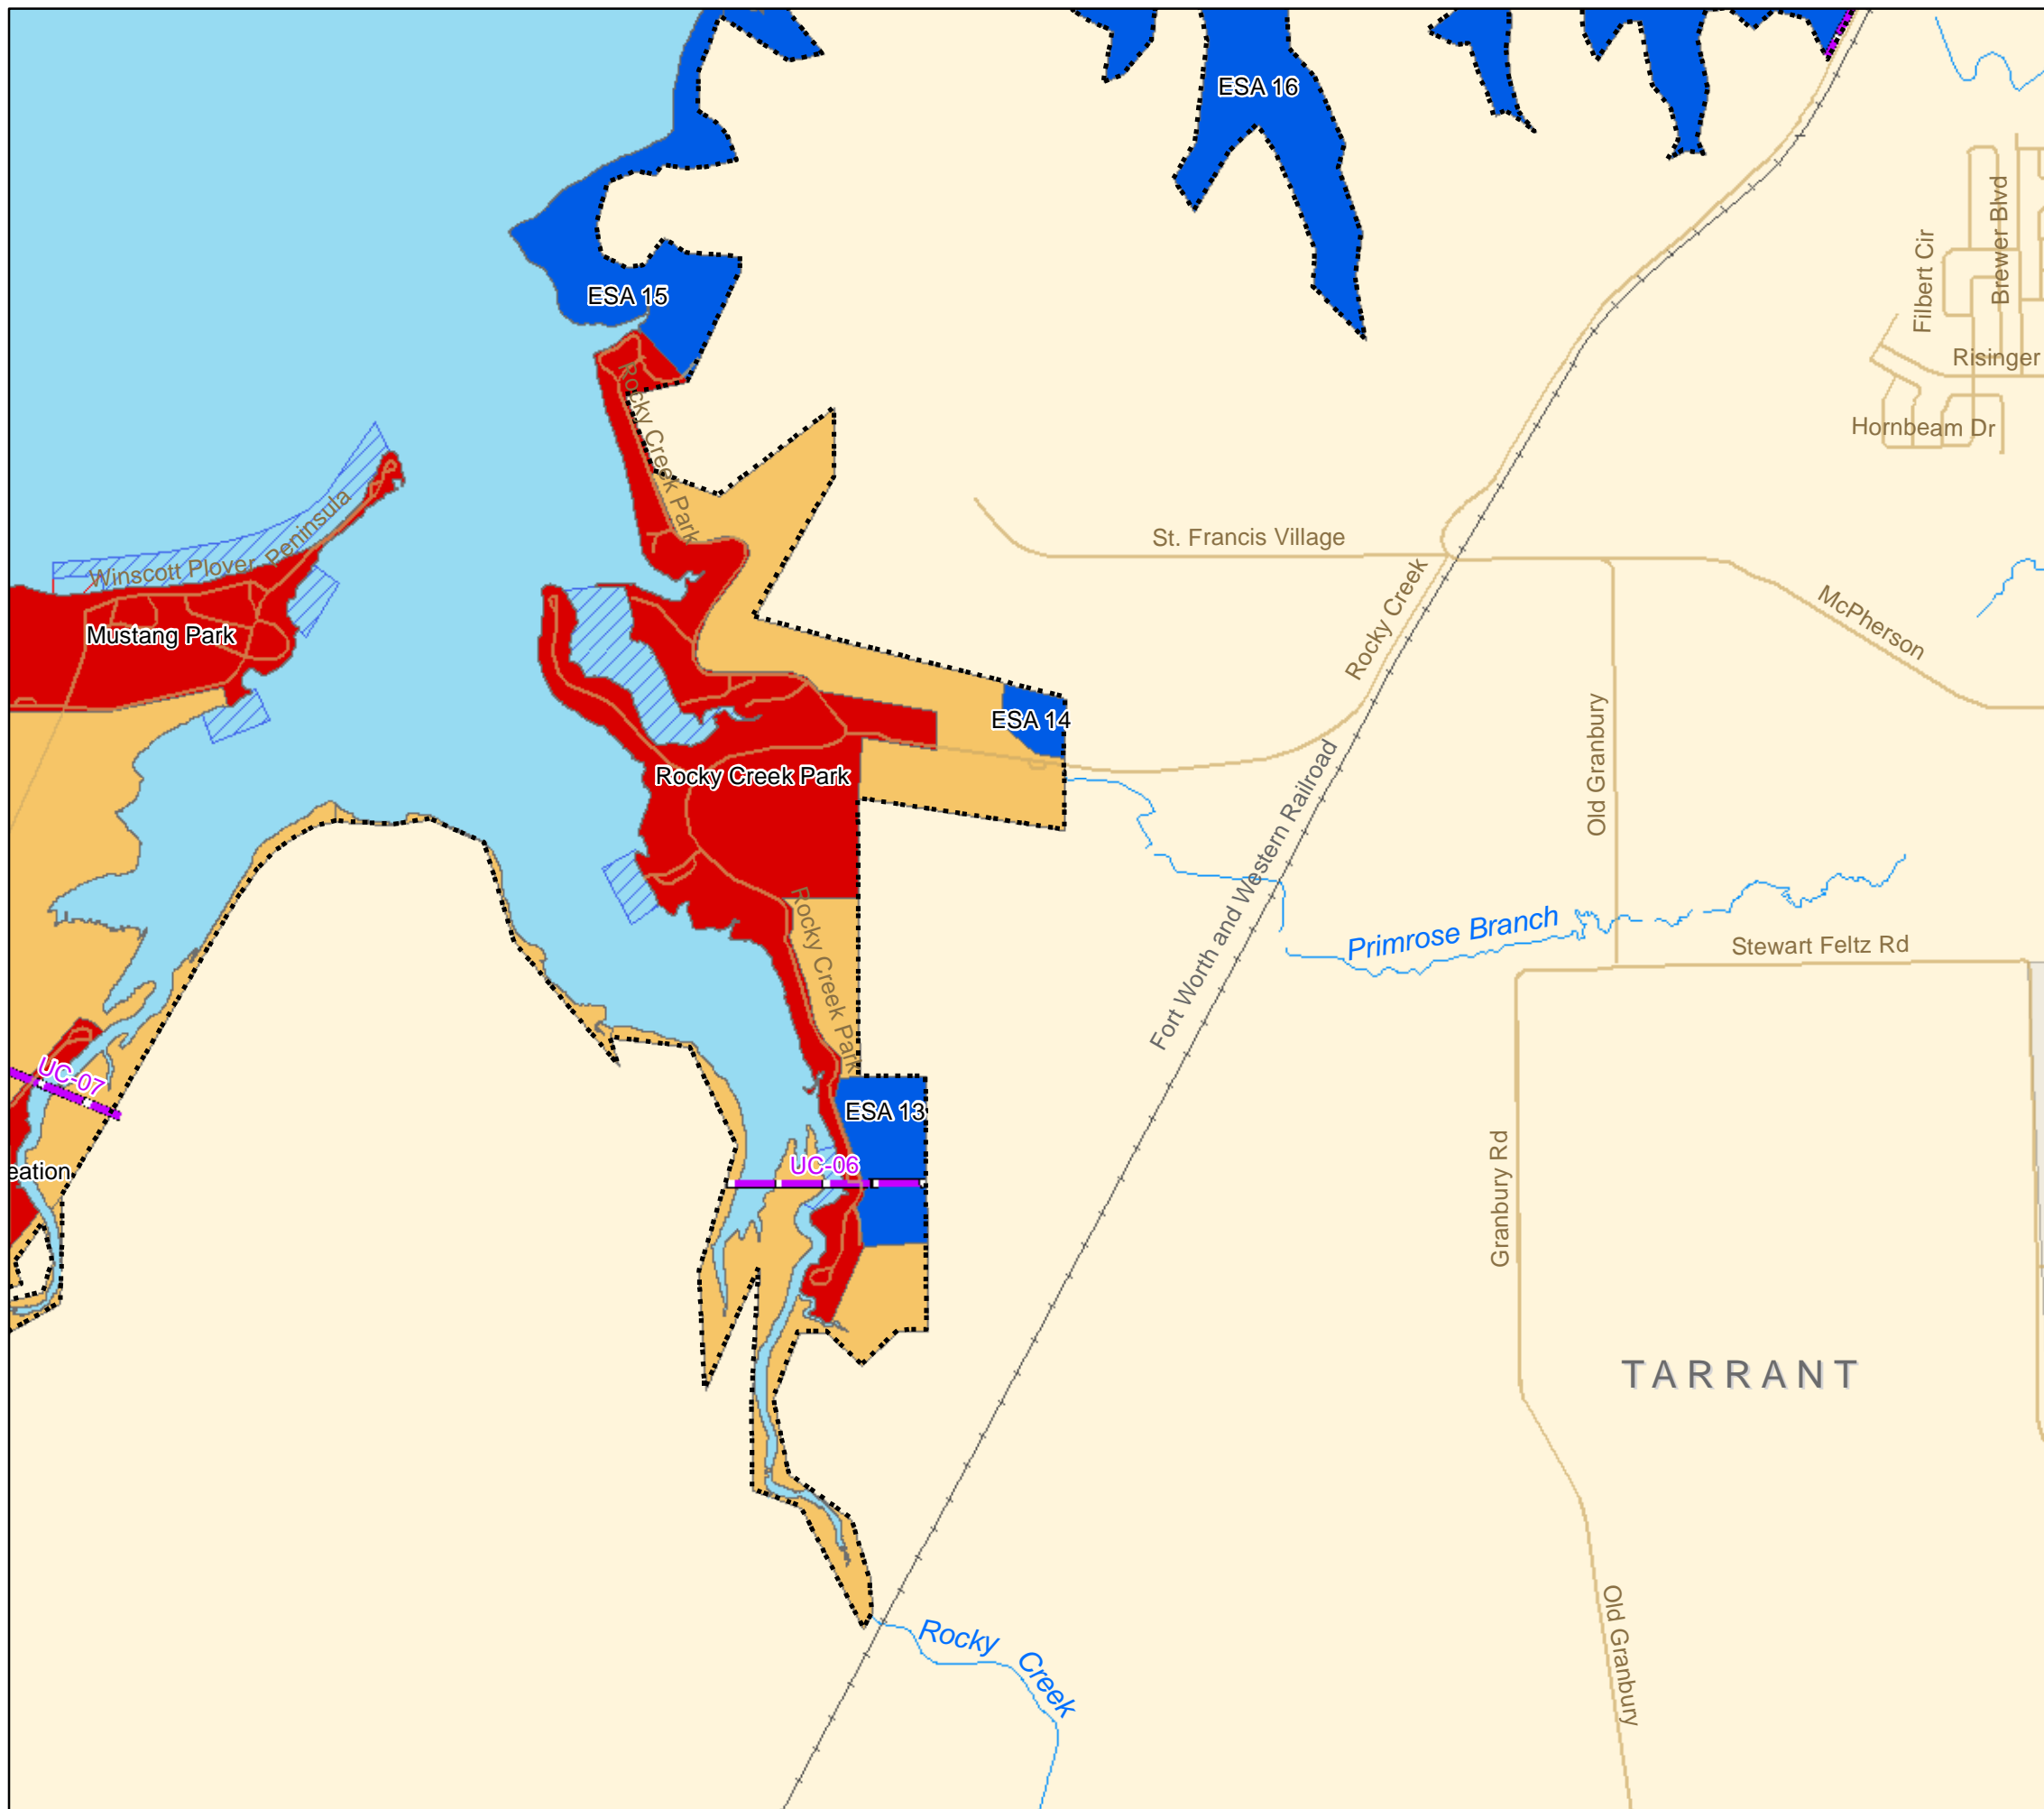 ESA 16
Brewer Blvd
Filbert Cir
ESA 15
Risinger
Rocky Creek Park
Hornbeam Dr
Winscott Plover
Peninsula
St. Francis Village
Rocky Creek
McPherson
Mustang Park
ESA 14
Old Granbury
Rocky Creek Park
Fort Worth and Western Railroad
Primrose Branch
Stewart Feltz Rd
Rocky Creek Park
UC-07
ESA 13
UC-06
eation
Granbury Rd
TARRANT
Old Granbury
Rocky Creek